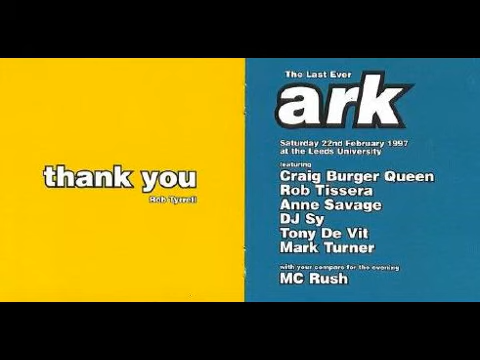 thank you
Rob Tyrrell
The Last Ever
ark
Saturday 22nd February 1997
at the Leeds University
featuring
Craig Burger Queen
Rob Tissera
Anne Savage
DJ Sy
Tony De Vit
Mark Turner
with your compare for the evening
MC Rush